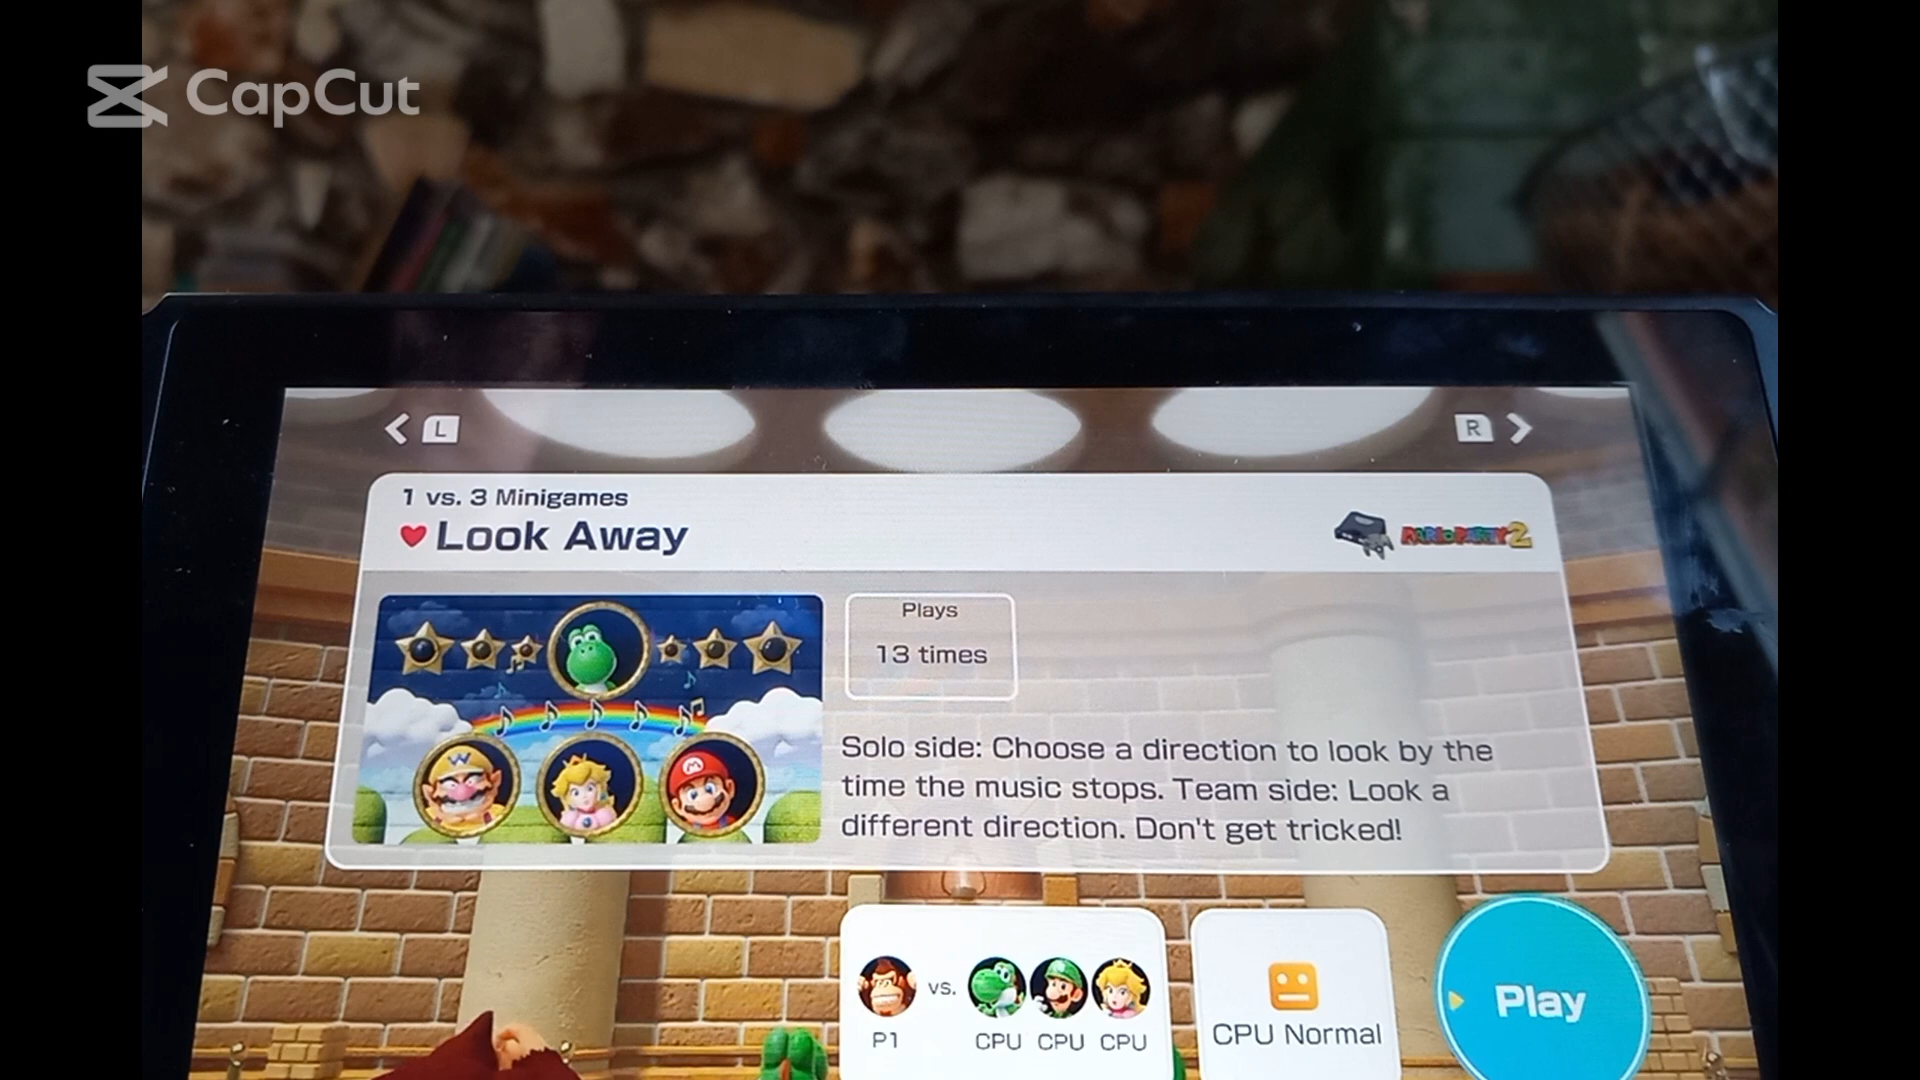 CapCut
L
R
1 vs. 3 Minigames
Look Away
MARIO PARTY 2
Plays
13 times
Solo side: Choose a direction to look by the
time the music stops. Team side: Look a
different direction. Don't get tricked!
vs.
P1
CPU CPU CPU
CPU Normal
Play